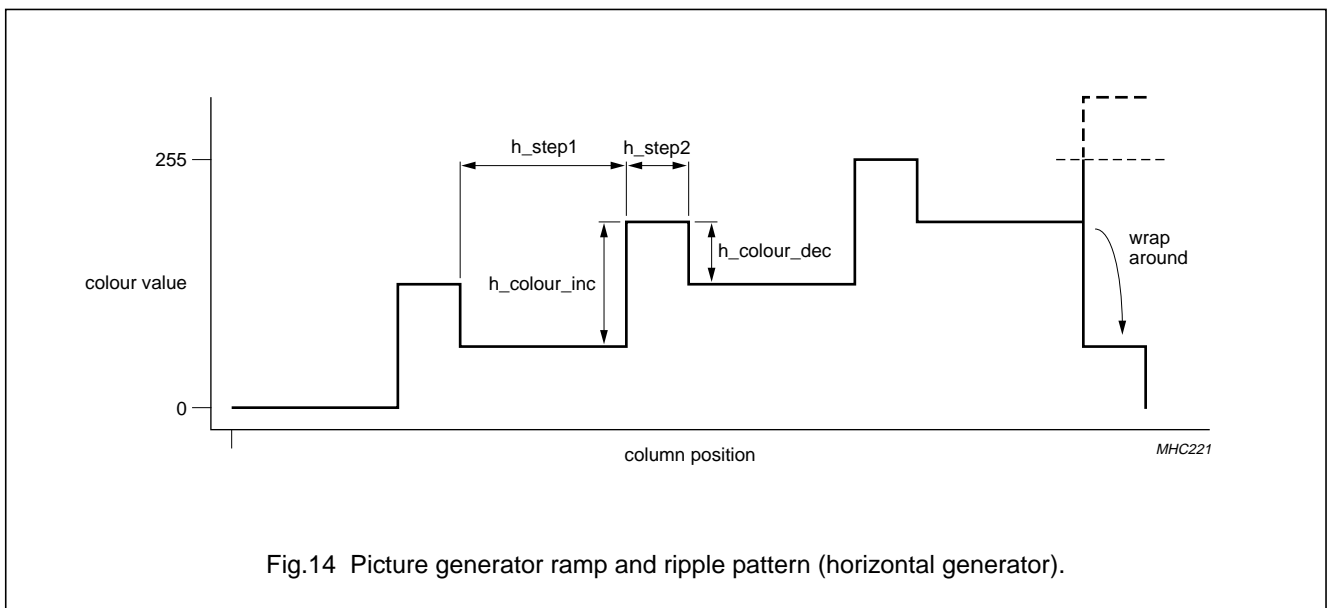 255
h_step1
h_step2
colour value
h_colour_inc
h_colour_dec
wrap
around
0
column position
MHC221
Fig.14 Picture generator ramp and ripple pattern (horizontal generator).